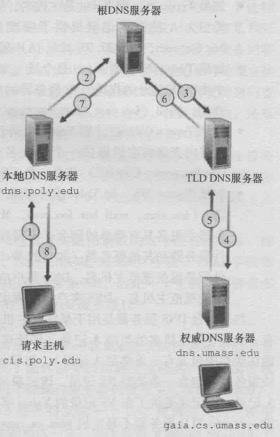 根DNS服务器
2
7
3
6
本地DNS服务器
dns.poly.edu
TLD DNS服务器
1
8
5
4
请求主机
cis.poly.edu
权威DNS服务器
dns.umass.edu
gaia.cs.umass.edu